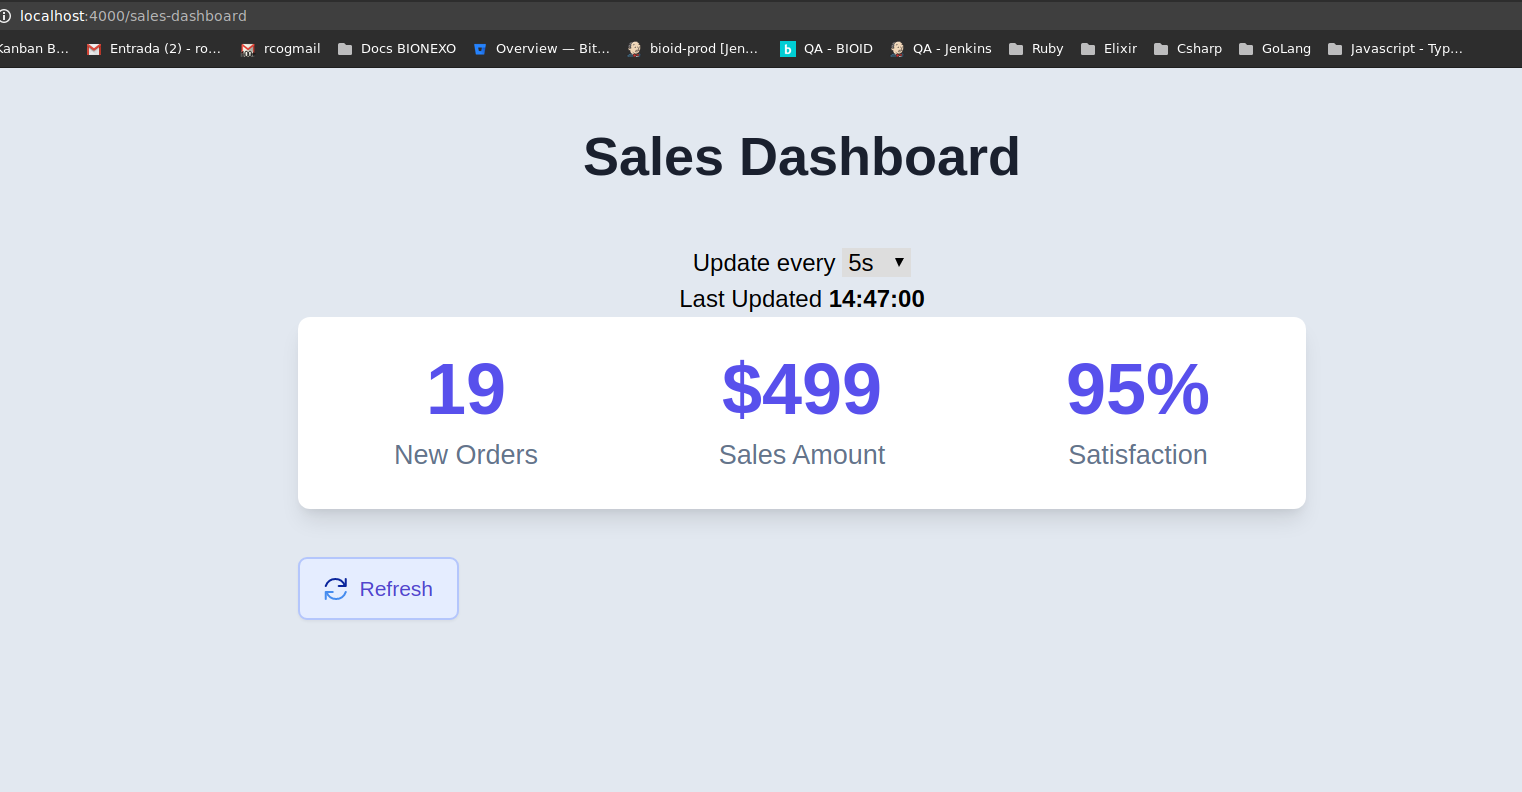 localhost:4000/sales-dashboard
Kanban B... Entrada (2) - ro... rcogmail Docs BIONEXO Overview — Bit... bioid-prod [Jen... b QA - BIOID QA - Jenkins Ruby Elixir Csharp GoLang Javascript - Typ...
Sales Dashboard
Update every 5s
Last Updated 14:47:00
19 $499 95%
New Orders Sales Amount Satisfaction
Refresh